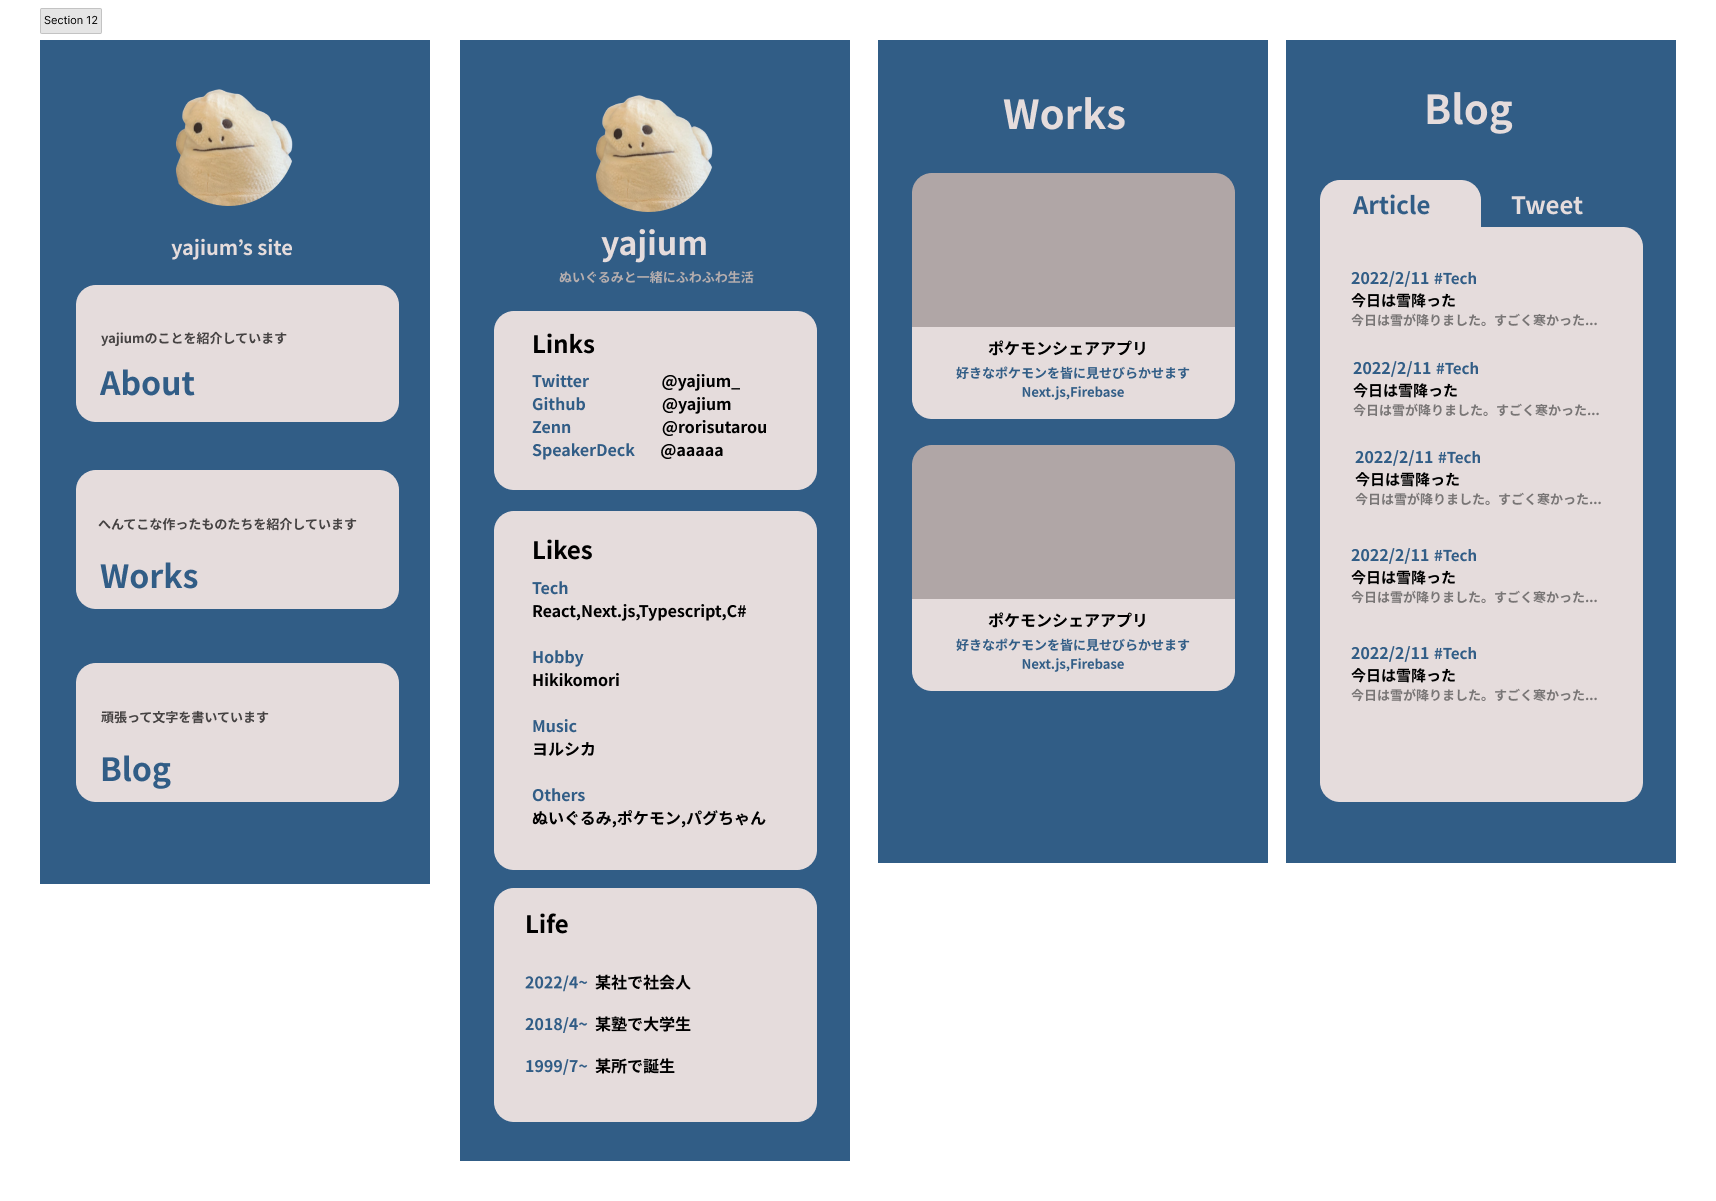 Section 12
yajium’s site
yajiumのことを紹介しています
About
へんてこな作ったものたちを紹介しています
Works
頑張って文字を書いています
Blog
yajium
ぬいぐるみと一緒にふわふわ生活
Links
Twitter @yajium_
Github @yajium
Zenn @rorisutarou
SpeakerDeck @aaaaa
Likes
Tech
React,Next.js,Typescript,C#
Hobby
Hikikomori
Music
ヨルシカ
Others
ぬいぐるみ,ポケモン,パグちゃん
Life
2022/4~ 某社で社会人
2018/4~ 某塾で大学生
1999/7~ 某所で誕生
Works
ポケモンシェアアプリ
好きなポケモンを皆に見せびらかせます
Next.js,Firebase
ポケモンシェアアプリ
好きなポケモンを皆に見せびらかせます
Next.js,Firebase
Blog
Article Tweet
2022/2/11 #Tech
今日は雪降った
今日は雪が降りました。すごく寒かった...
2022/2/11 #Tech
今日は雪降った
今日は雪が降りました。すごく寒かった...
2022/2/11 #Tech
今日は雪降った
今日は雪が降りました。すごく寒かった...
2022/2/11 #Tech
今日は雪降った
今日は雪が降りました。すごく寒かった...
2022/2/11 #Tech
今日は雪降った
今日は雪が降りました。すごく寒かった...